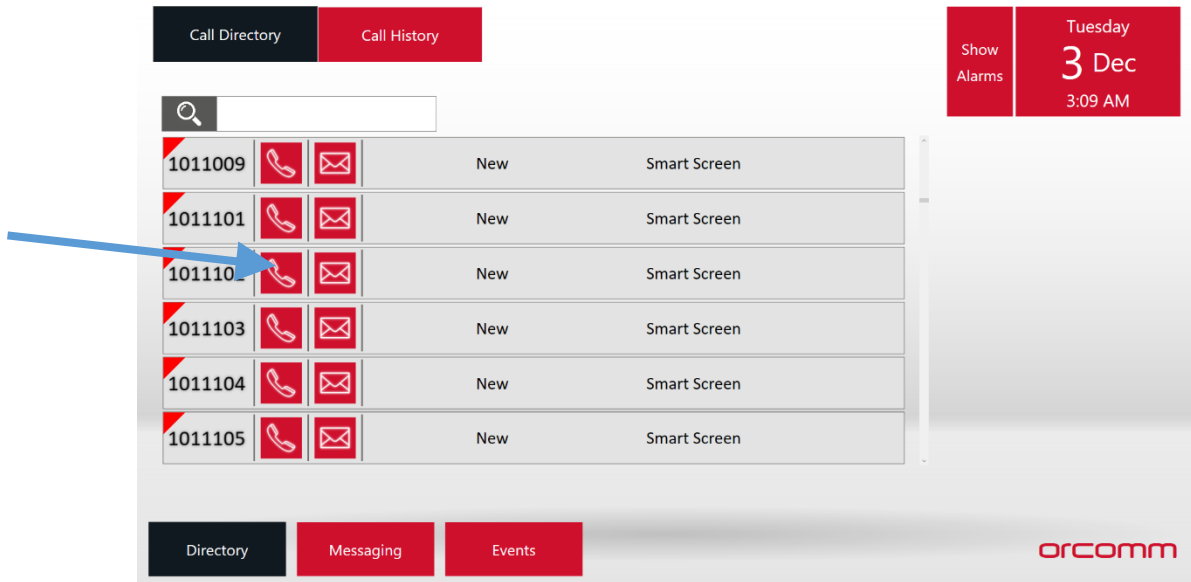 Call Directory
Call History
Show
Alarms
Tuesday
3 Dec
3:09 AM
1011009 New Smart Screen
1011101 New Smart Screen
1011102 New Smart Screen
1011103 New Smart Screen
1011104 New Smart Screen
1011105 New Smart Screen
Directory
Messaging
Events
orcomm